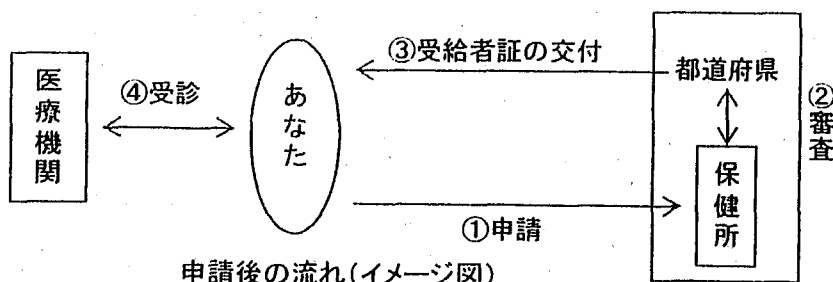 医療機関
④受診
あなた
③受給者証の交付
①申請
都道府県
保健所
②審査
申請後の流れ(イメージ図)